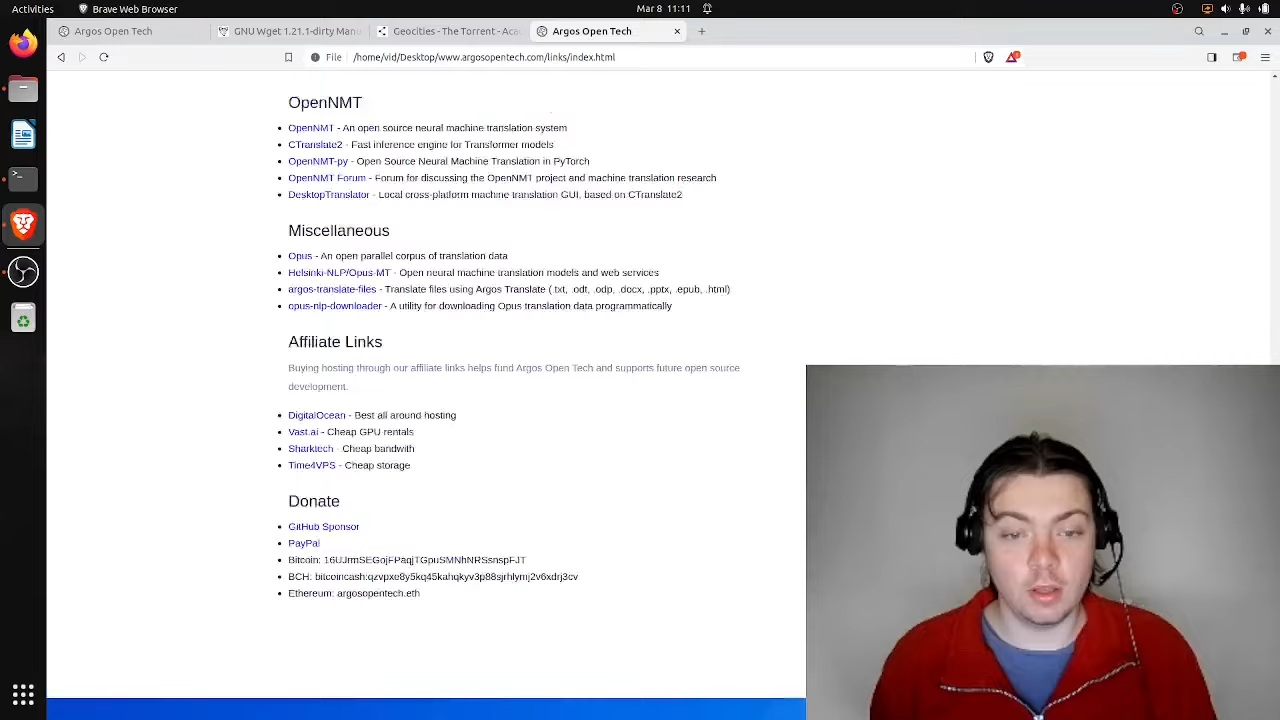 Activities
Brave Web Browser
Mar 8 11:11
Argos Open Tech
GNU Wget 1.21.1-dirty Manu
Geocities - The Torrent - Aca
Argos Open Tech
File
/home/vid/Desktop/www.argosopentech.com/links/index.html
OpenNMT
OpenNMT - An open source neural machine translation system
CTranslate2 - Fast inference engine for Transformer models
OpenNMT-py - Open Source Neural Machine Translation in PyTorch
OpenNMT Forum - Forum for discussing the OpenNMT project and machine translation research
DesktopTranslator - Local cross-platform machine translation GUI, based on CTranslate2
Miscellaneous
Opus - An open parallel corpus of translation data
Helsinki-NLP/Opus-MT - Open neural machine translation models and web services
argos-translate-files - Translate files using Argos Translate (.txt, .odt, .odp, .docx, .pptx, .epub, .html)
opus-nlp-downloader - A utility for downloading Opus translation data programmatically
Affiliate Links
Buying hosting through our affiliate links helps fund Argos Open Tech and supports future open source
development.
DigitalOcean - Best all around hosting
Vast.ai - Cheap GPU rentals
Sharktech - Cheap bandwith
Time4VPS - Cheap storage
Donate
GitHub Sponsor
PayPal
Bitcoin: 16UJrmSEGojFPaqjTGpuSMNhNRSsnspFJT
BCH: bitcoincash:qzvpxe8y5kq45kahqkyv3p88sjrhlymj2v6xdrj3cv
Ethereum: argosopentech.eth